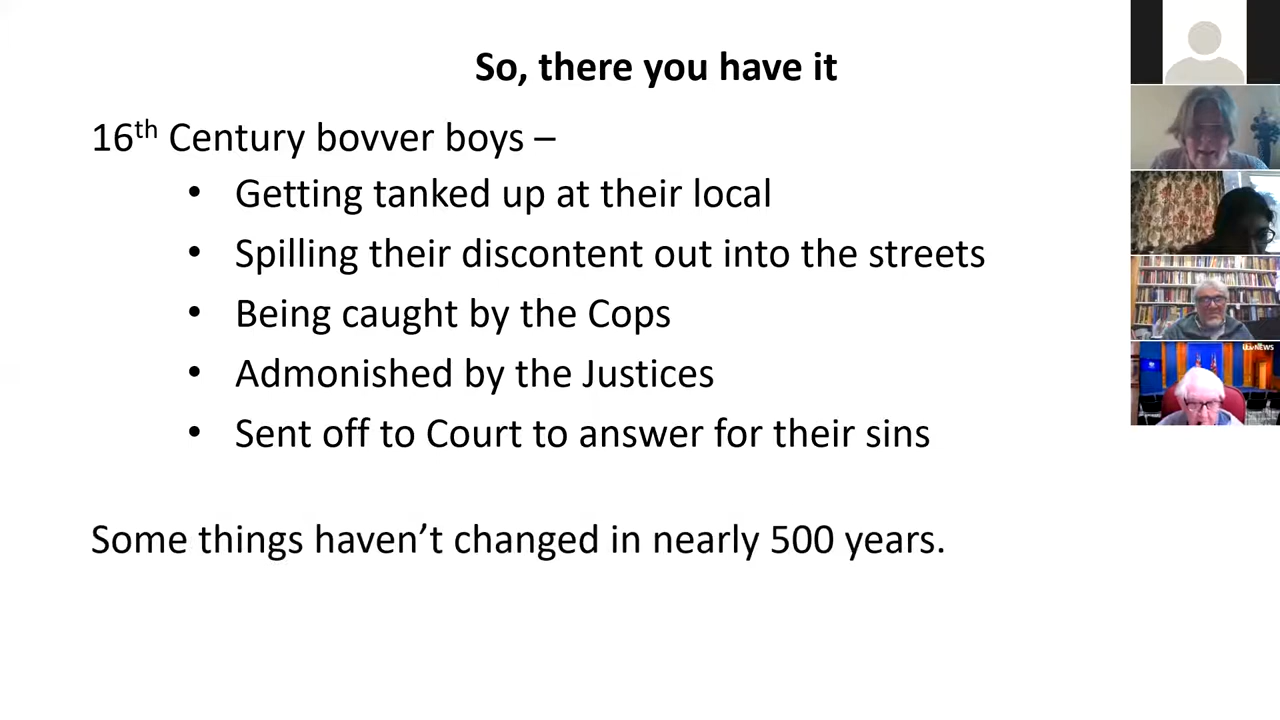 So, there you have it
16th Century bovver boys –
• Getting tanked up at their local
• Spilling their discontent out into the streets
• Being caught by the Cops
• Admonished by the Justices
• Sent off to Court to answer for their sins
Some things haven’t changed in nearly 500 years.
itv NEWS